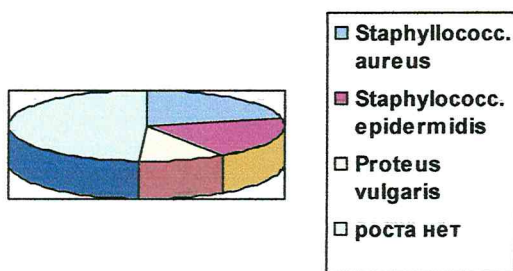 Staphyllococc.
aureus
Staphylococc.
epidermidis
Proteus
vulgaris
роста нет